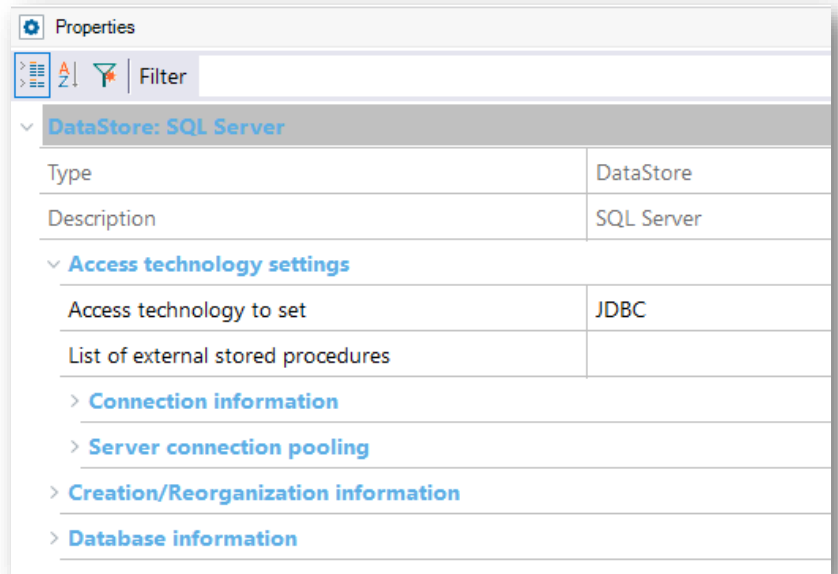 Properties
Filter
DataStore: SQL Server
Type DataStore
Description SQL Server
Access technology settings
Access technology to set JDBC
List of external stored procedures
Connection information
Server connection pooling
Creation/Reorganization information
Database information